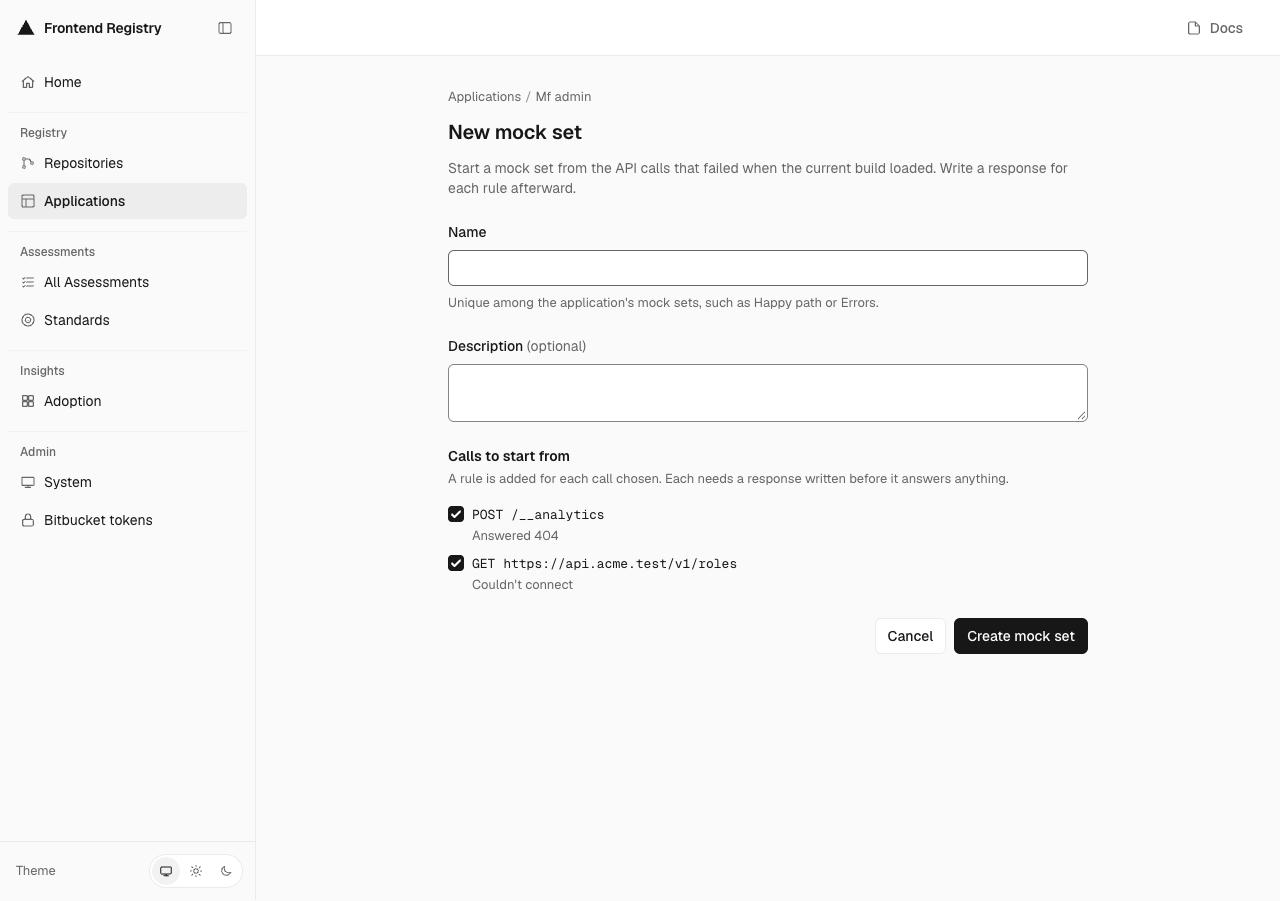 Frontend Registry
Docs
Home
Registry
Repositories
Applications
Assessments
All Assessments
Standards
Insights
Adoption
Admin
System
Bitbucket tokens
Theme
Applications / Mf admin
New mock set
Start a mock set from the API calls that failed when the current build loaded. Write a response for
each rule afterward.
Name
Unique among the application's mock sets, such as Happy path or Errors.
Description (optional)
Calls to start from
A rule is added for each call chosen. Each needs a response written before it answers anything.
POST /__analytics
Answered 404
GET https://api.acme.test/v1/roles
Couldn't connect
Cancel
Create mock set